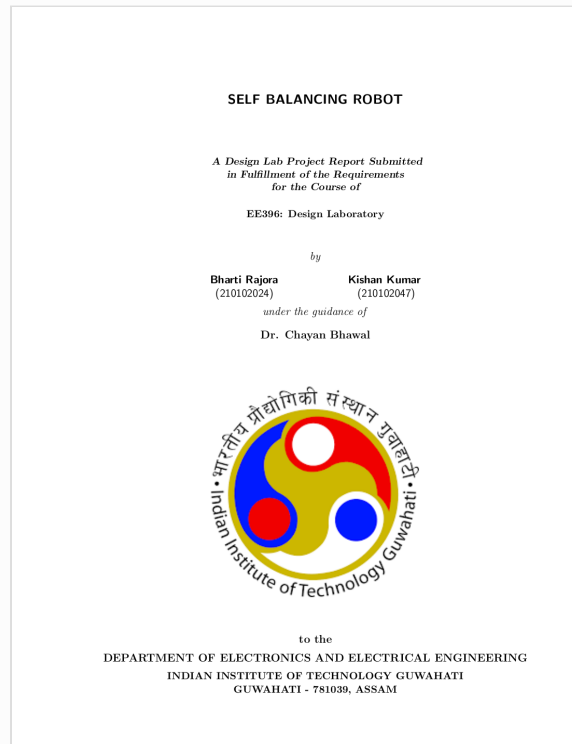 SELF BALANCING ROBOT
A Design Lab Project Report Submitted
in Fulfillment of the Requirements
for the Course of
EE396: Design Laboratory
by
Bharti Rajora Kishan Kumar
(210102024) (210102047)
under the guidance of
Dr. Chayan Bhawal
भारतीय प्रौद्योगिकी संस्थान गुवाहाटी
Indian Institute of Technology Guwahati
to the
DEPARTMENT OF ELECTRONICS AND ELECTRICAL ENGINEERING
INDIAN INSTITUTE OF TECHNOLOGY GUWAHATI
GUWAHATI - 781039, ASSAM